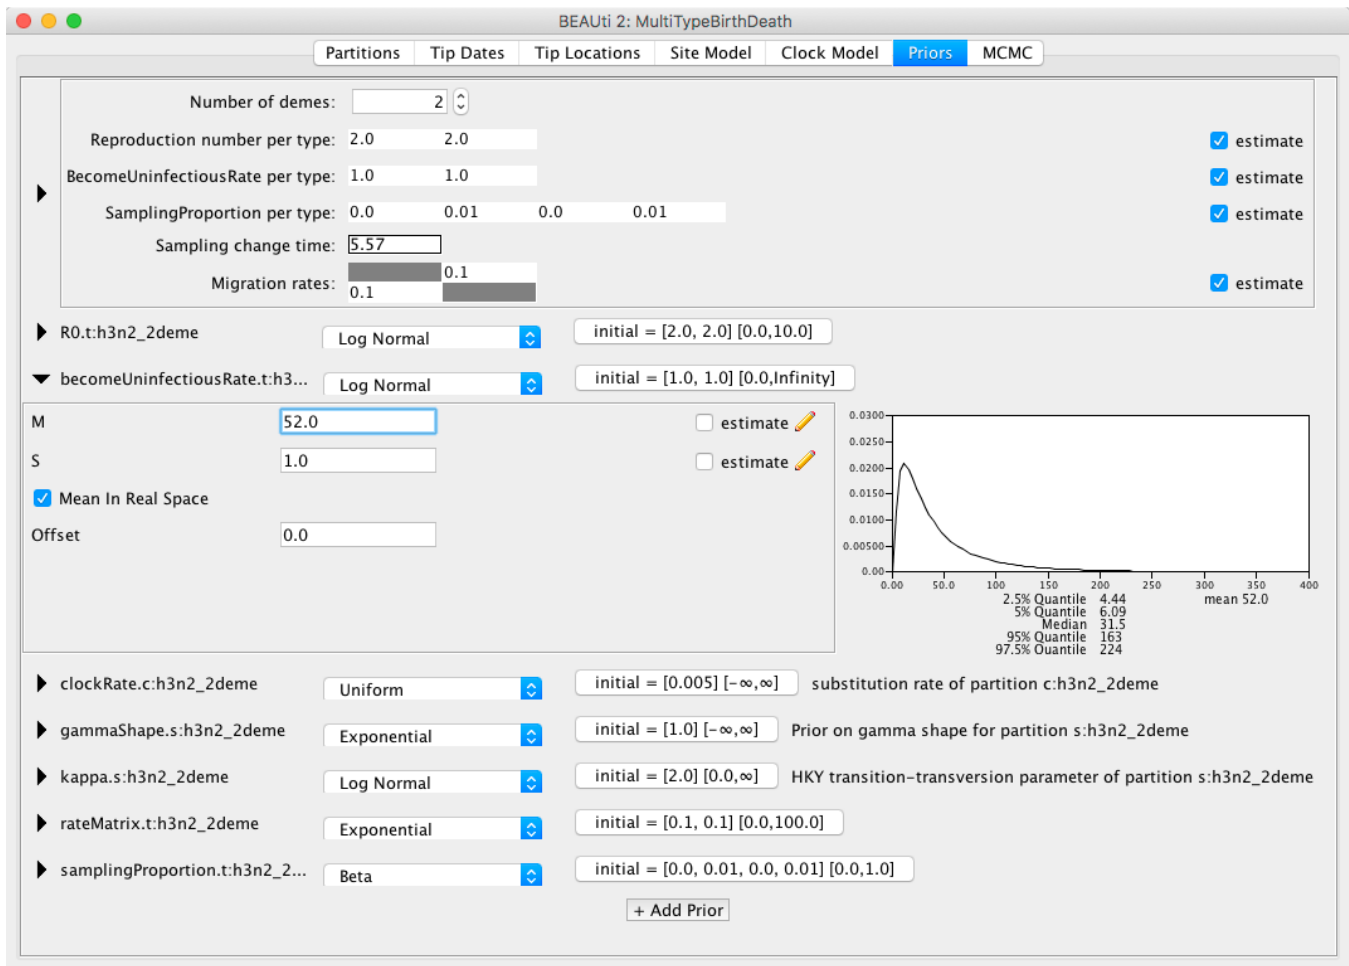 BEAUti 2: MultiTypeBirthDeath
Partitions Tip Dates Tip Locations Site Model Clock Model Priors MCMC
Number of demes: 2
Reproduction number per type: 2.0 2.0 estimate
BecomeUninfectiousRate per type: 1.0 1.0 estimate
SamplingProportion per type: 0.0 0.01 0.0 0.01 estimate
Sampling change time: 5.57
Migration rates: 0.1 estimate
0.1
R0.t:h3n2_2deme Log Normal initial = [2.0, 2.0] [0.0,10.0]
becomeUninfectiousRate.t:h3... Log Normal initial = [1.0, 1.0] [0.0,Infinity]
M 52.0 estimate
S 1.0 estimate
Mean In Real Space
Offset 0.0
0.0300
0.0250
0.0200
0.0150
0.0100
0.00500
0.00
0.00 50.0 100 150 200 250 300 350 400
2.5% Quantile 4.44 mean 52.0
5% Quantile 6.09
Median 31.5
95% Quantile 163
97.5% Quantile 224
clockRate.c:h3n2_2deme Uniform initial = [0.005] [-∞,∞] substitution rate of partition c:h3n2_2deme
gammaShape.s:h3n2_2deme Exponential initial = [1.0] [-∞,∞] Prior on gamma shape for partition s:h3n2_2deme
kappa.s:h3n2_2deme Log Normal initial = [2.0] [0.0,∞] HKY transition-transversion parameter of partition s:h3n2_2deme
rateMatrix.t:h3n2_2deme Exponential initial = [0.1, 0.1] [0.0,100.0]
samplingProportion.t:h3n2_2... Beta initial = [0.0, 0.01, 0.0, 0.01] [0.0,1.0]
+ Add Prior